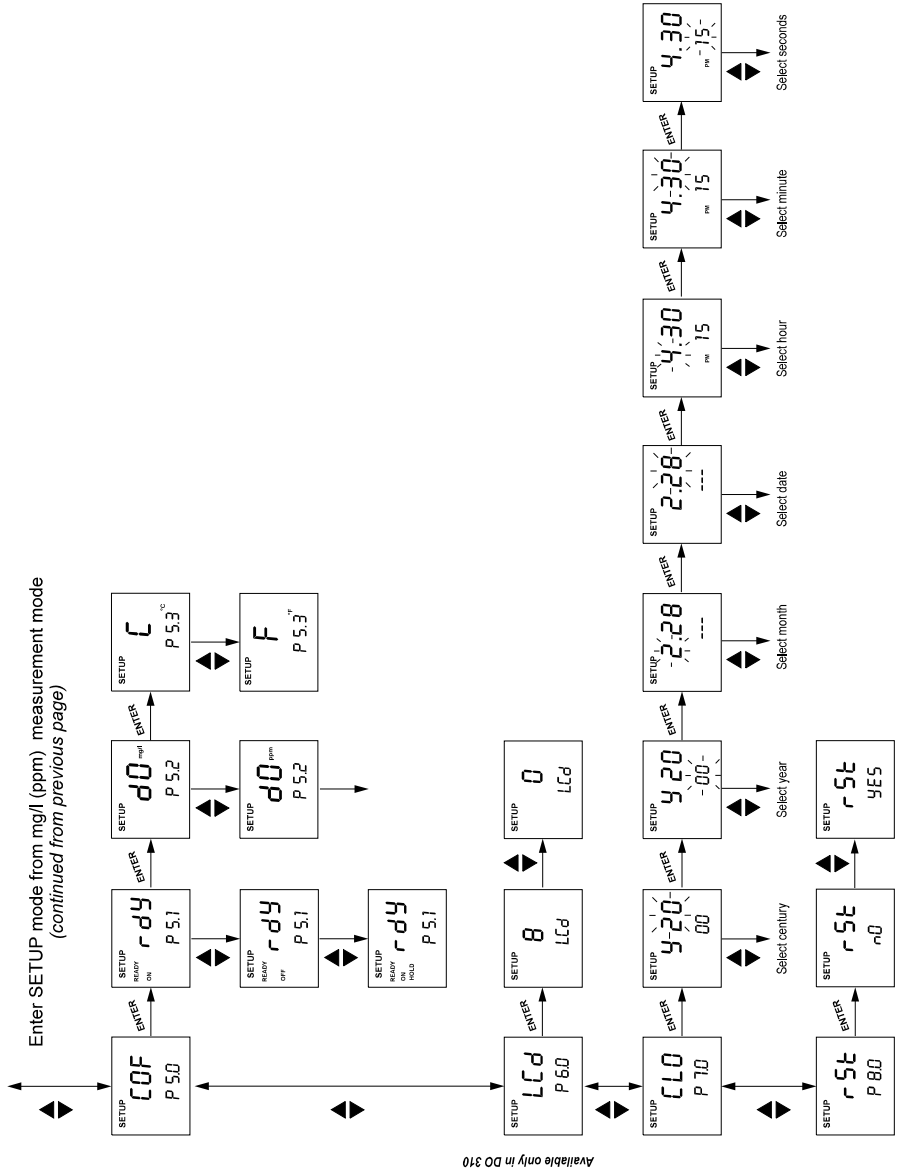 Enter SETUP mode from mg/l (ppm) measurement mode
(continued from previous page)
SETUP
COF
P 5.0
ENTER
SETUP
READY
ON
rdY
P 5.1
ENTER
SETUP
dO mg/l
P 5.2
ENTER
SETUP
C
P 5.3 °C
SETUP
READY
OFF
rdY
P 5.1
SETUP
dO ppm
P 5.2
SETUP
F
P 5.3 °F
SETUP
READY
ON
HOLD
rdY
P 5.1
Available only in DO 310
SETUP
LCd
P 6.0
ENTER
SETUP
8
LCd
SETUP
0
LCd
SETUP
CLO
P 7.0
ENTER
SETUP
y-20
00
Select century
ENTER
SETUP
y 20
-00-
Select year
ENTER
SETUP
2-28
---
Select month
ENTER
SETUP
2-28
---
Select date
ENTER
SETUP
4.30
PM 15
Select hour
ENTER
SETUP
4.30
PM 15
Select minute
ENTER
SETUP
4.30
PM 15
Select seconds
SETUP
rSt
P 8.0
ENTER
SETUP
rSt
nO
SETUP
rSt
YES